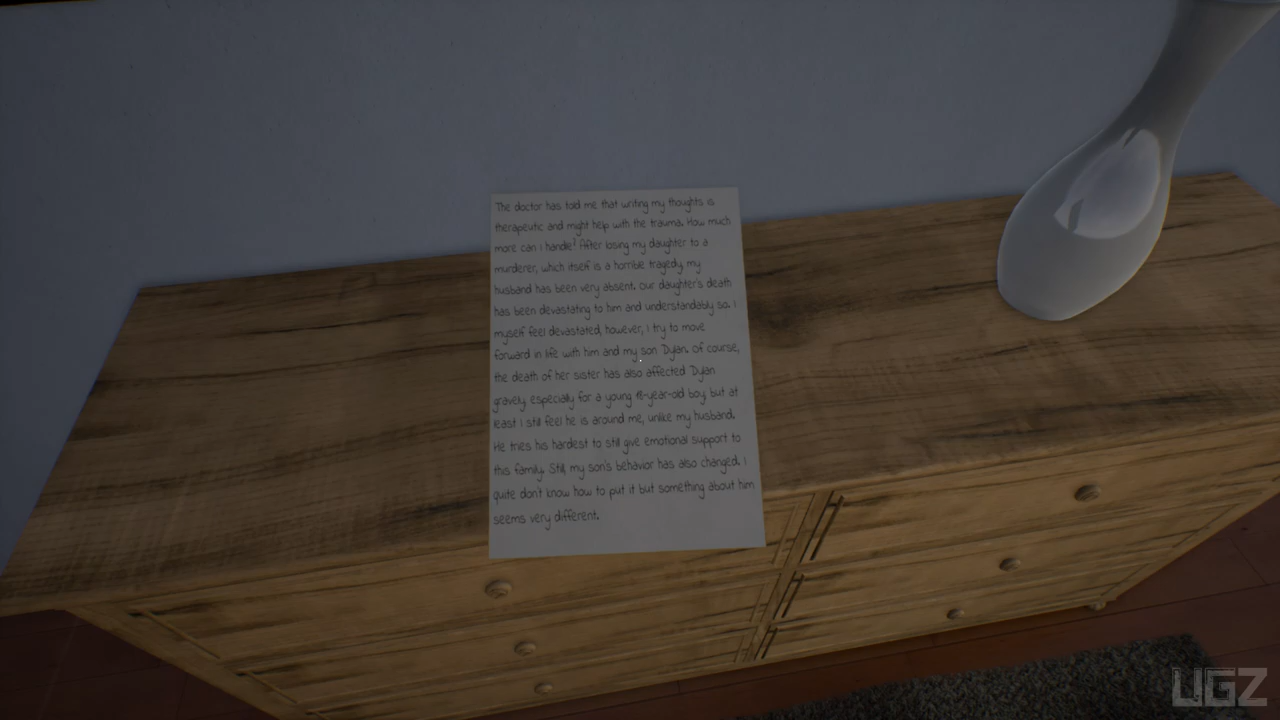 The doctor has told me that writing my thoughts is
therapeutic and might help with the trauma. How much
more can i handle? After losing my daughter to a
murderer, which itself is a horrible tragedy, my
husband has been very absent. Our daughter's death
has been devastating to him and understandably so. I
myself feel devastated, however, i try to move
forward in life with him and my son Dylan. Of course,
the death of her sister has also affected Dylan
gravely, especially for a young 18-year-old boy; but at
least I still feel he is around me, unlike my husband.
He tries his hardest to still give emotional support to
this family. Still, my son's behavior has also changed. I
quite don't know how to put it but something about him
seems very different.
UGZ